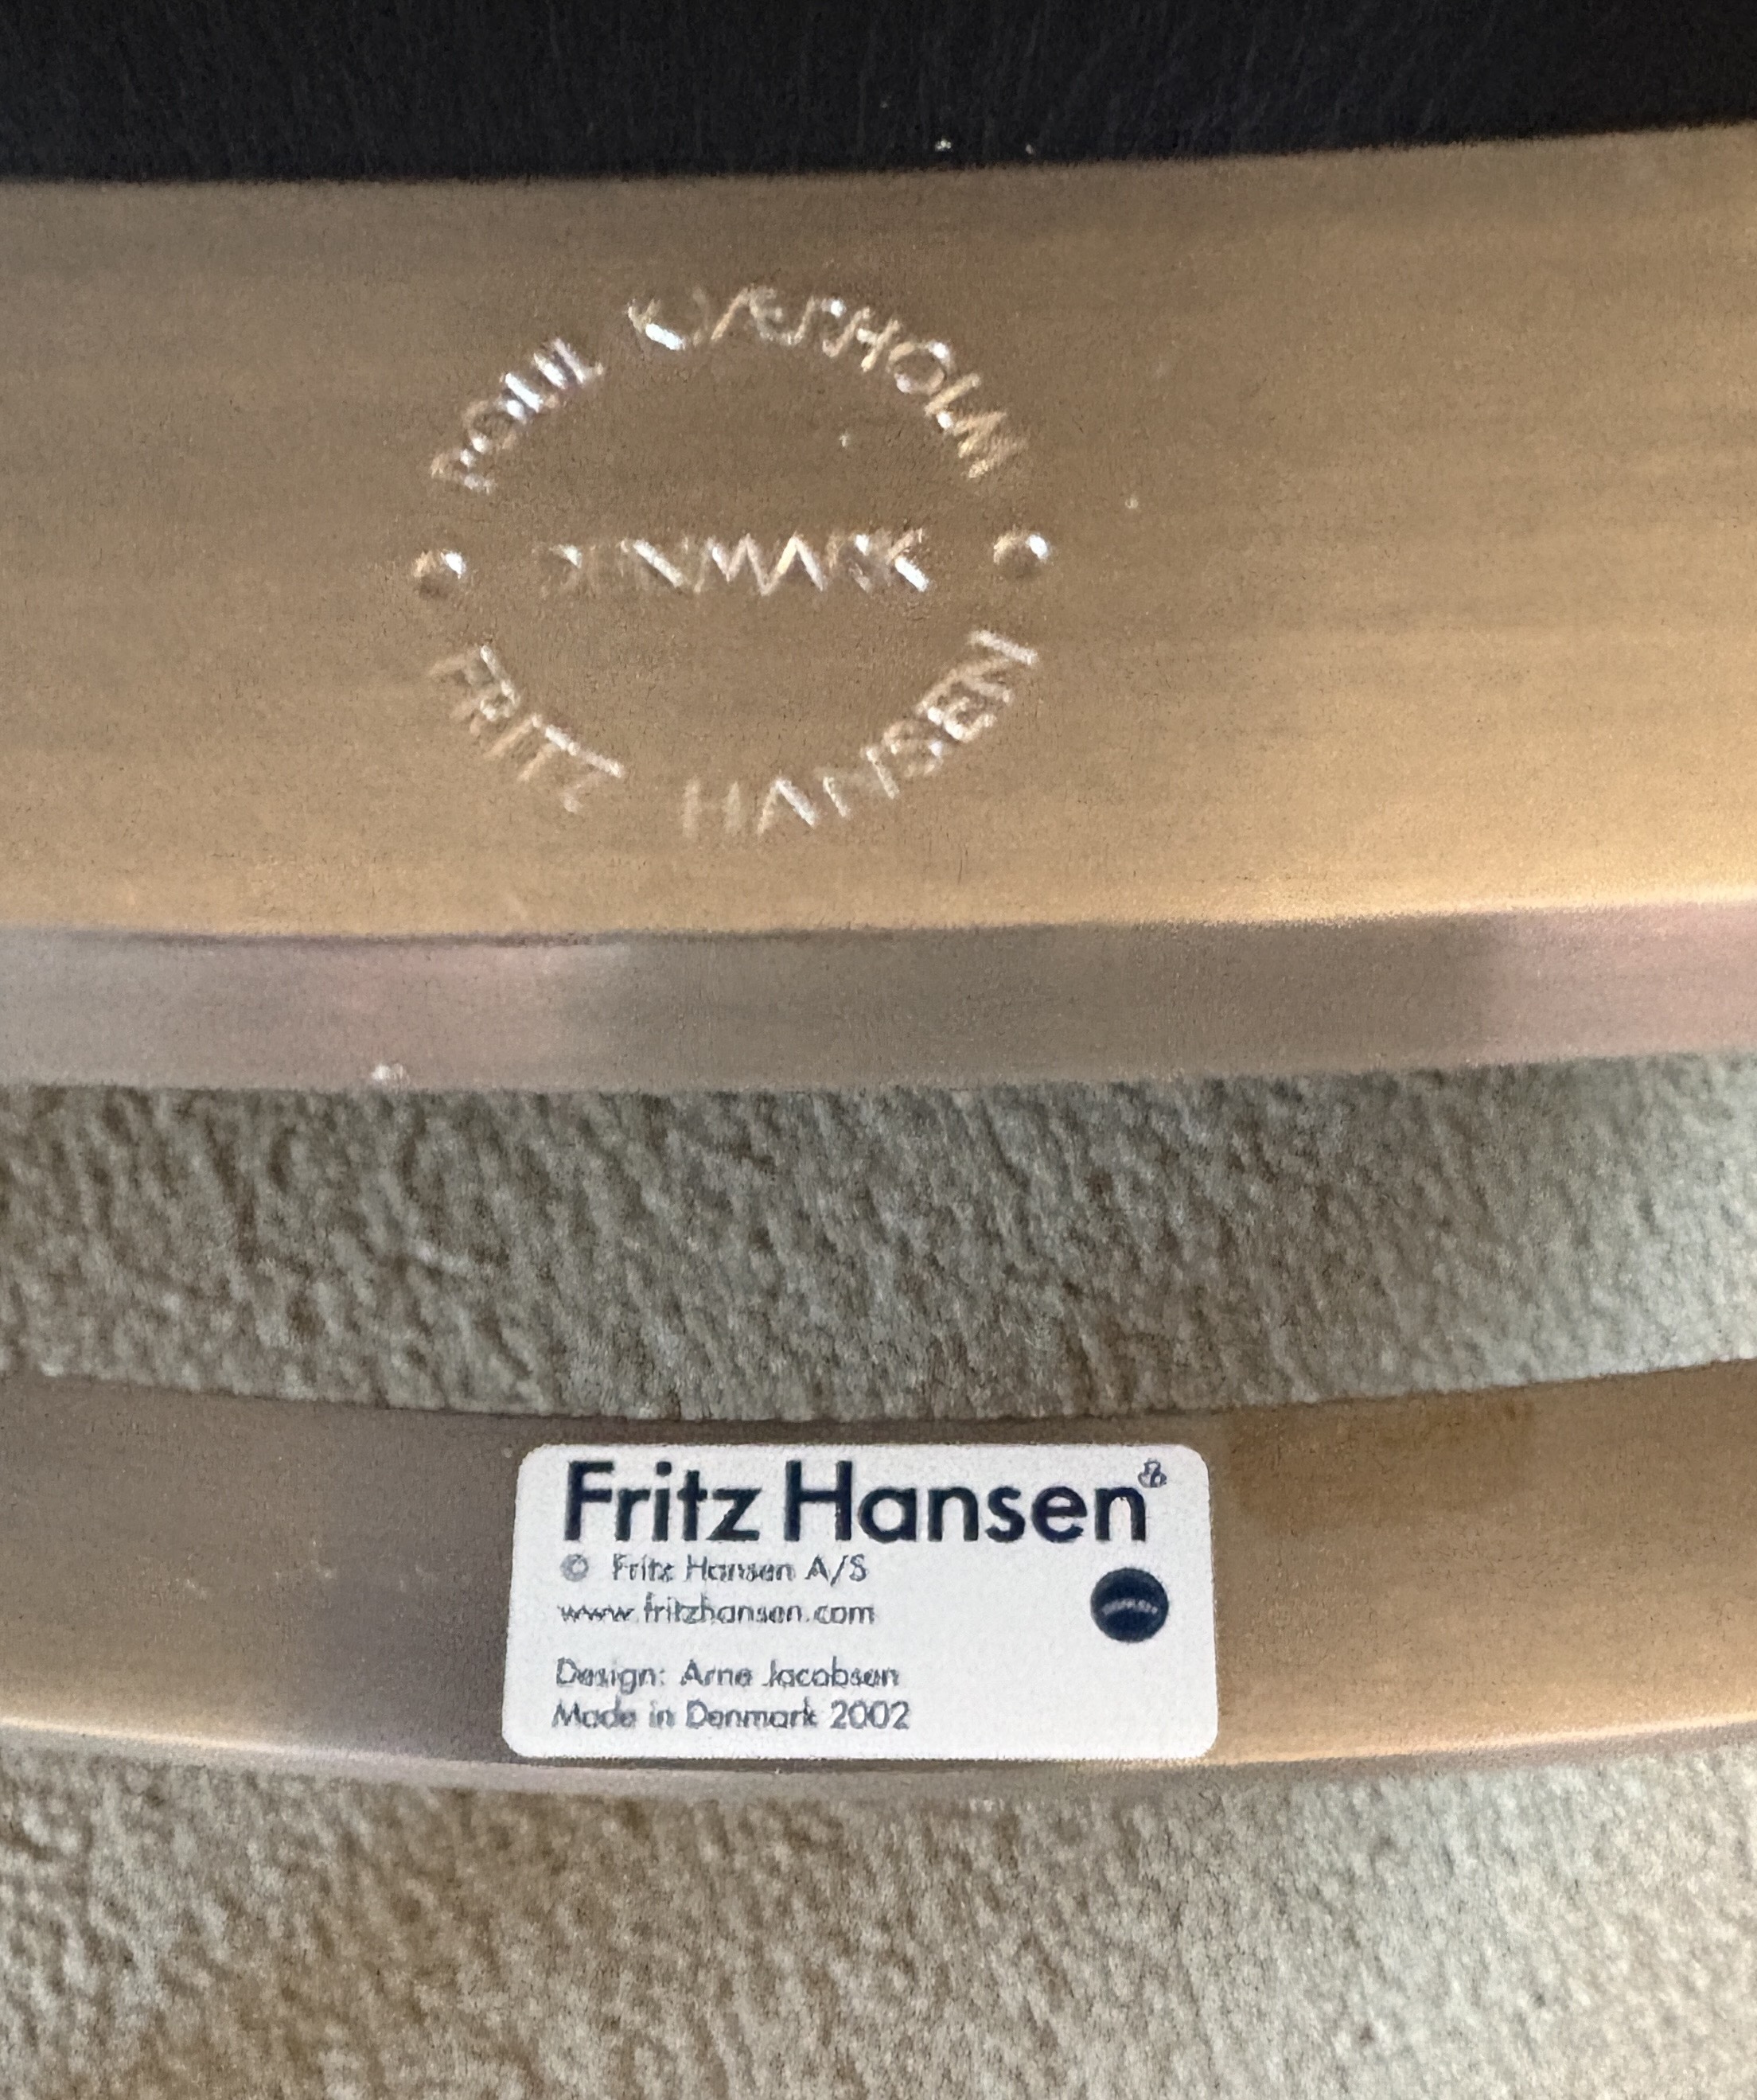 POUL KJÆRHOLM
DENMARK
FRITZ HANSEN
Fritz Hansen®
© Fritz Hansen A/S
www.fritzhansen.com
Design: Arne Jacobsen
Made in Denmark 2002